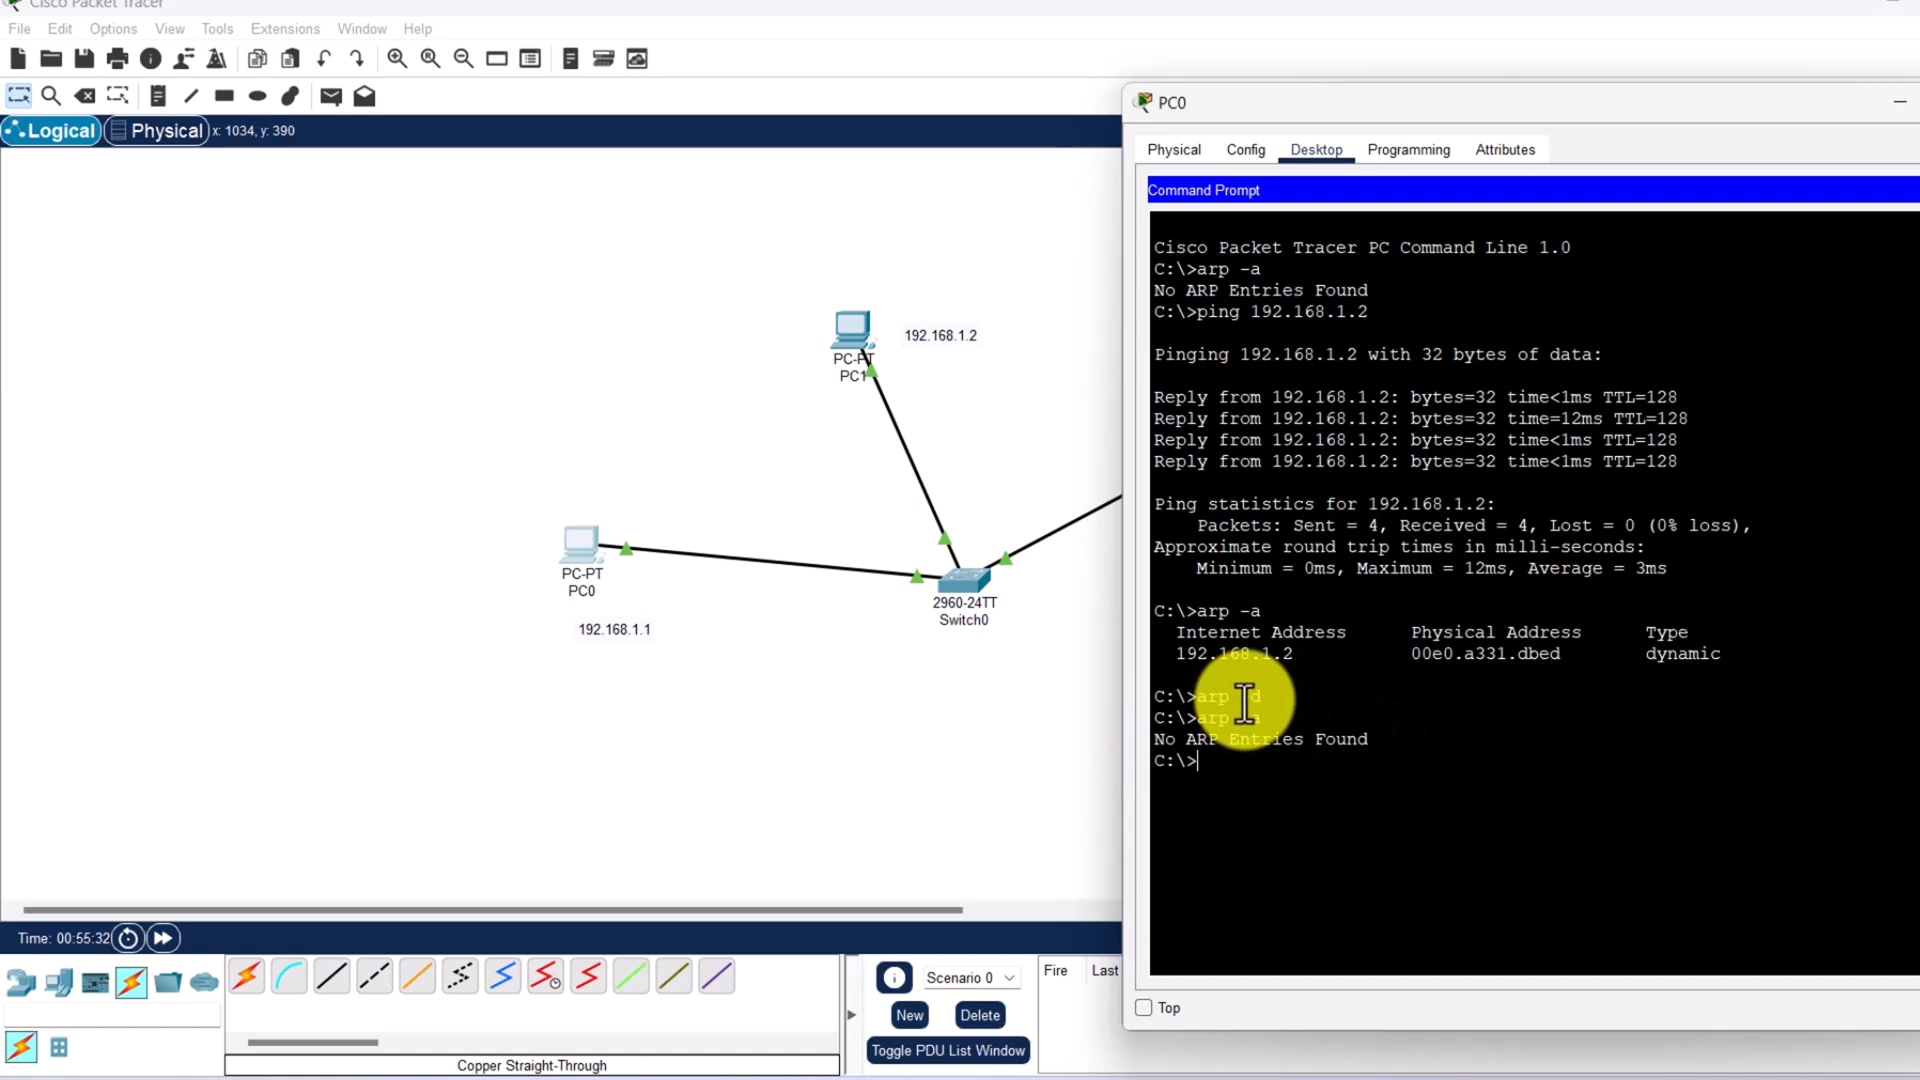 Cisco Packet Tracer
File Edit Options View Tools Extensions Window Help
Logical Physical x: 1034, y: 390
PC0
Physical Config Desktop Programming Attributes
Command Prompt
Cisco Packet Tracer PC Command Line 1.0
C:\>arp -a
No ARP Entries Found
C:\>ping 192.168.1.2
Pinging 192.168.1.2 with 32 bytes of data:
Reply from 192.168.1.2: bytes=32 time<1ms TTL=128
Reply from 192.168.1.2: bytes=32 time=12ms TTL=128
Reply from 192.168.1.2: bytes=32 time<1ms TTL=128
Reply from 192.168.1.2: bytes=32 time<1ms TTL=128
Ping statistics for 192.168.1.2:
Packets: Sent = 4, Received = 4, Lost = 0 (0% loss),
Approximate round trip times in milli-seconds:
Minimum = 0ms, Maximum = 12ms, Average = 3ms
C:\>arp -a
Internet Address Physical Address Type
192.168.1.2 00e0.a331.dbed dynamic
C:\>arp -d
C:\>arp -a
No ARP Entries Found
C:\>
Top
192.168.1.2
PC-PT
PC1
PC-PT
PC0
192.168.1.1
2960-24TT
Switch0
Time: 00:55:32
Scenario 0
New Delete
Toggle PDU List Window
Fire Last
Copper Straight-Through